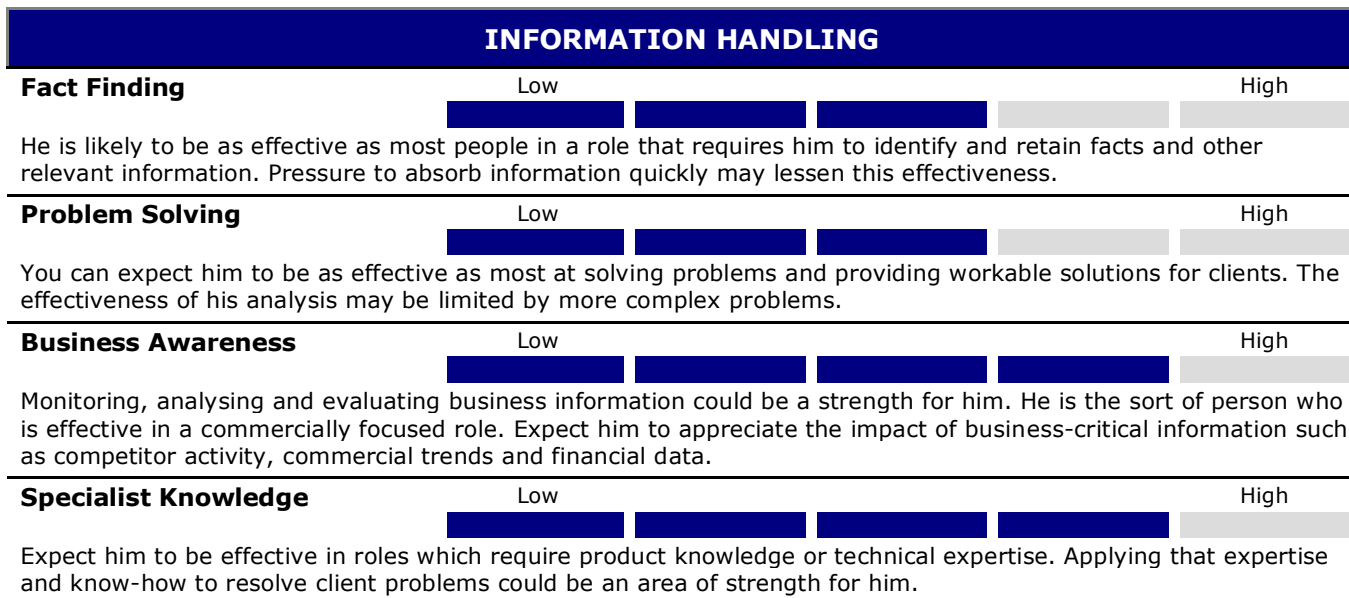 INFORMATION HANDLING
Fact Finding Low High
He is likely to be as effective as most people in a role that requires him to identify and retain facts and other
relevant information. Pressure to absorb information quickly may lessen this effectiveness.
Problem Solving Low High
You can expect him to be as effective as most at solving problems and providing workable solutions for clients. The
effectiveness of his analysis may be limited by more complex problems.
Business Awareness Low High
Monitoring, analysing and evaluating business information could be a strength for him. He is the sort of person who
is effective in a commercially focused role. Expect him to appreciate the impact of business-critical information such
as competitor activity, commercial trends and financial data.
Specialist Knowledge Low High
Expect him to be effective in roles which require product knowledge or technical expertise. Applying that expertise
and know-how to resolve client problems could be an area of strength for him.